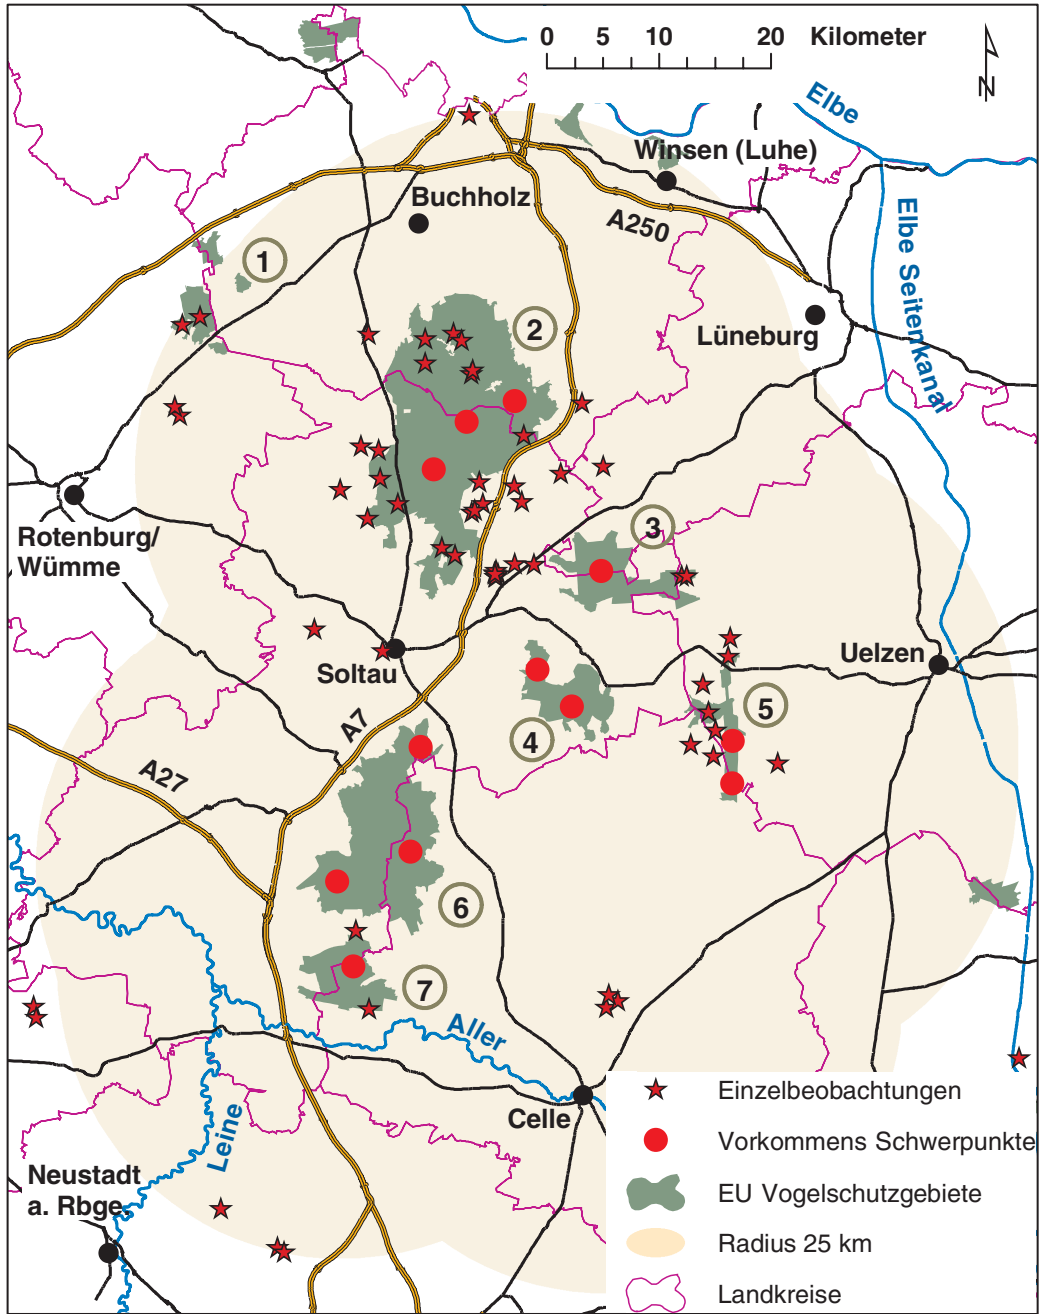 0 5 10 20 Kilometer
N
Elbe
Winsen (Luhe)
Buchholz
A250
Elbe Seitenkanal
1
2
Lüneburg
Rotenburg/
Wümme
3
Soltau
Uelzen
4
5
A7
A27
6
7
Aller
Celle
Leine
Neustadt
a. Rbge.
Einzelbeobachtungen
Vorkommens Schwerpunkte
EU Vogelschutzgebiete
Radius 25 km
Landkreise